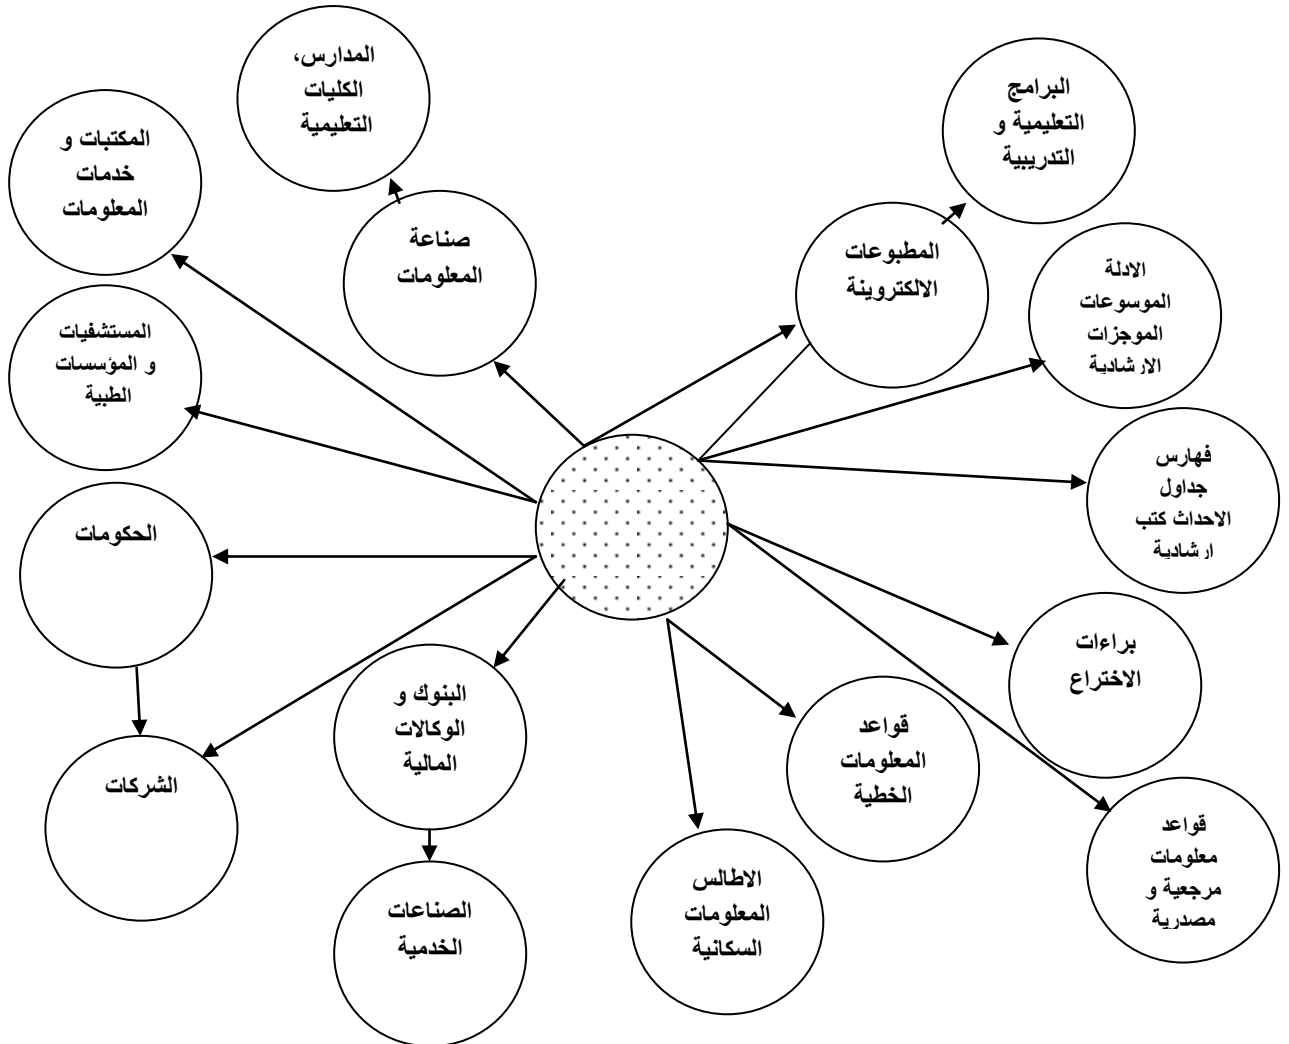 المدارس،
الكليات
التعليمية
البرامج
التعليمية و
التدريبية
المكتبات و
خدمات
المعلومات
صناعة
المعلومات
المطبوعات
الالكتروينة
الادلة
الموسوعات
الموجزات
الارشادية
المستشفيات
و المؤسسات
الطبية
فهارس
جداول
الاحداث كتب
ارشادية
الحكومات
براءات
الاختراع
البنوك و
الوكالات
المالية
قواعد
المعلومات
الخطية
الشركات
قواعد
معلومات
مرجعية و
مصدرية
الاطالس
المعلومات
السكانية
الصناعات
الخدمية